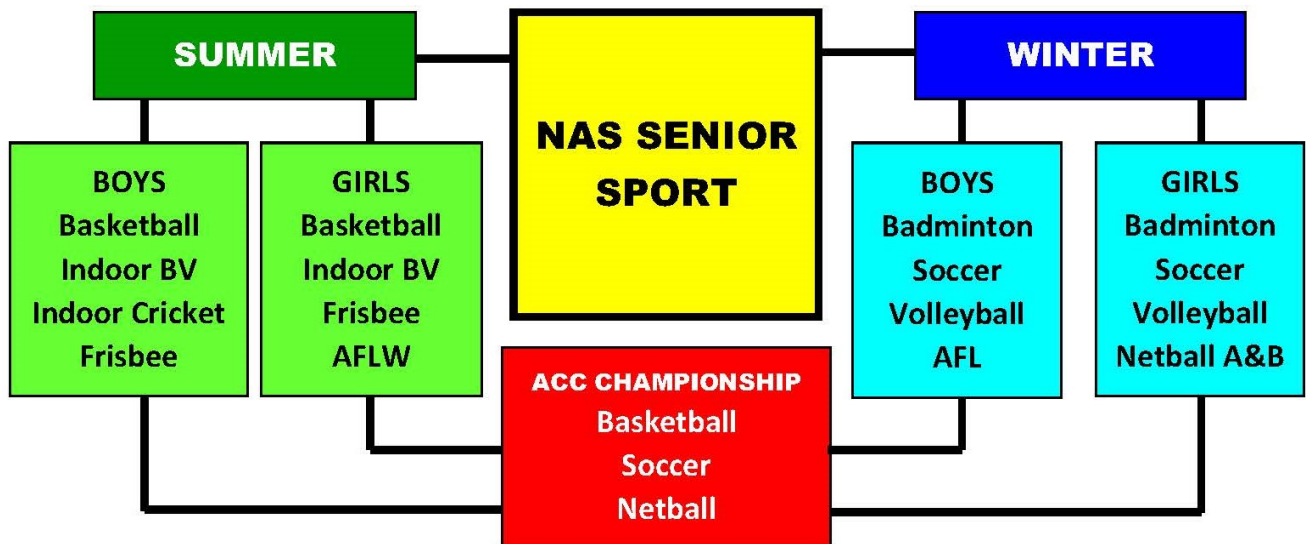 SUMMER
NAS SENIOR
SPORT
WINTER
BOYS
Basketball
Indoor BV
Indoor Cricket
Frisbee
GIRLS
Basketball
Indoor BV
Frisbee
AFLW
BOYS
Badminton
Soccer
Volleyball
AFL
GIRLS
Badminton
Soccer
Volleyball
Netball A&B
ACC CHAMPIONSHIP
Basketball
Soccer
Netball